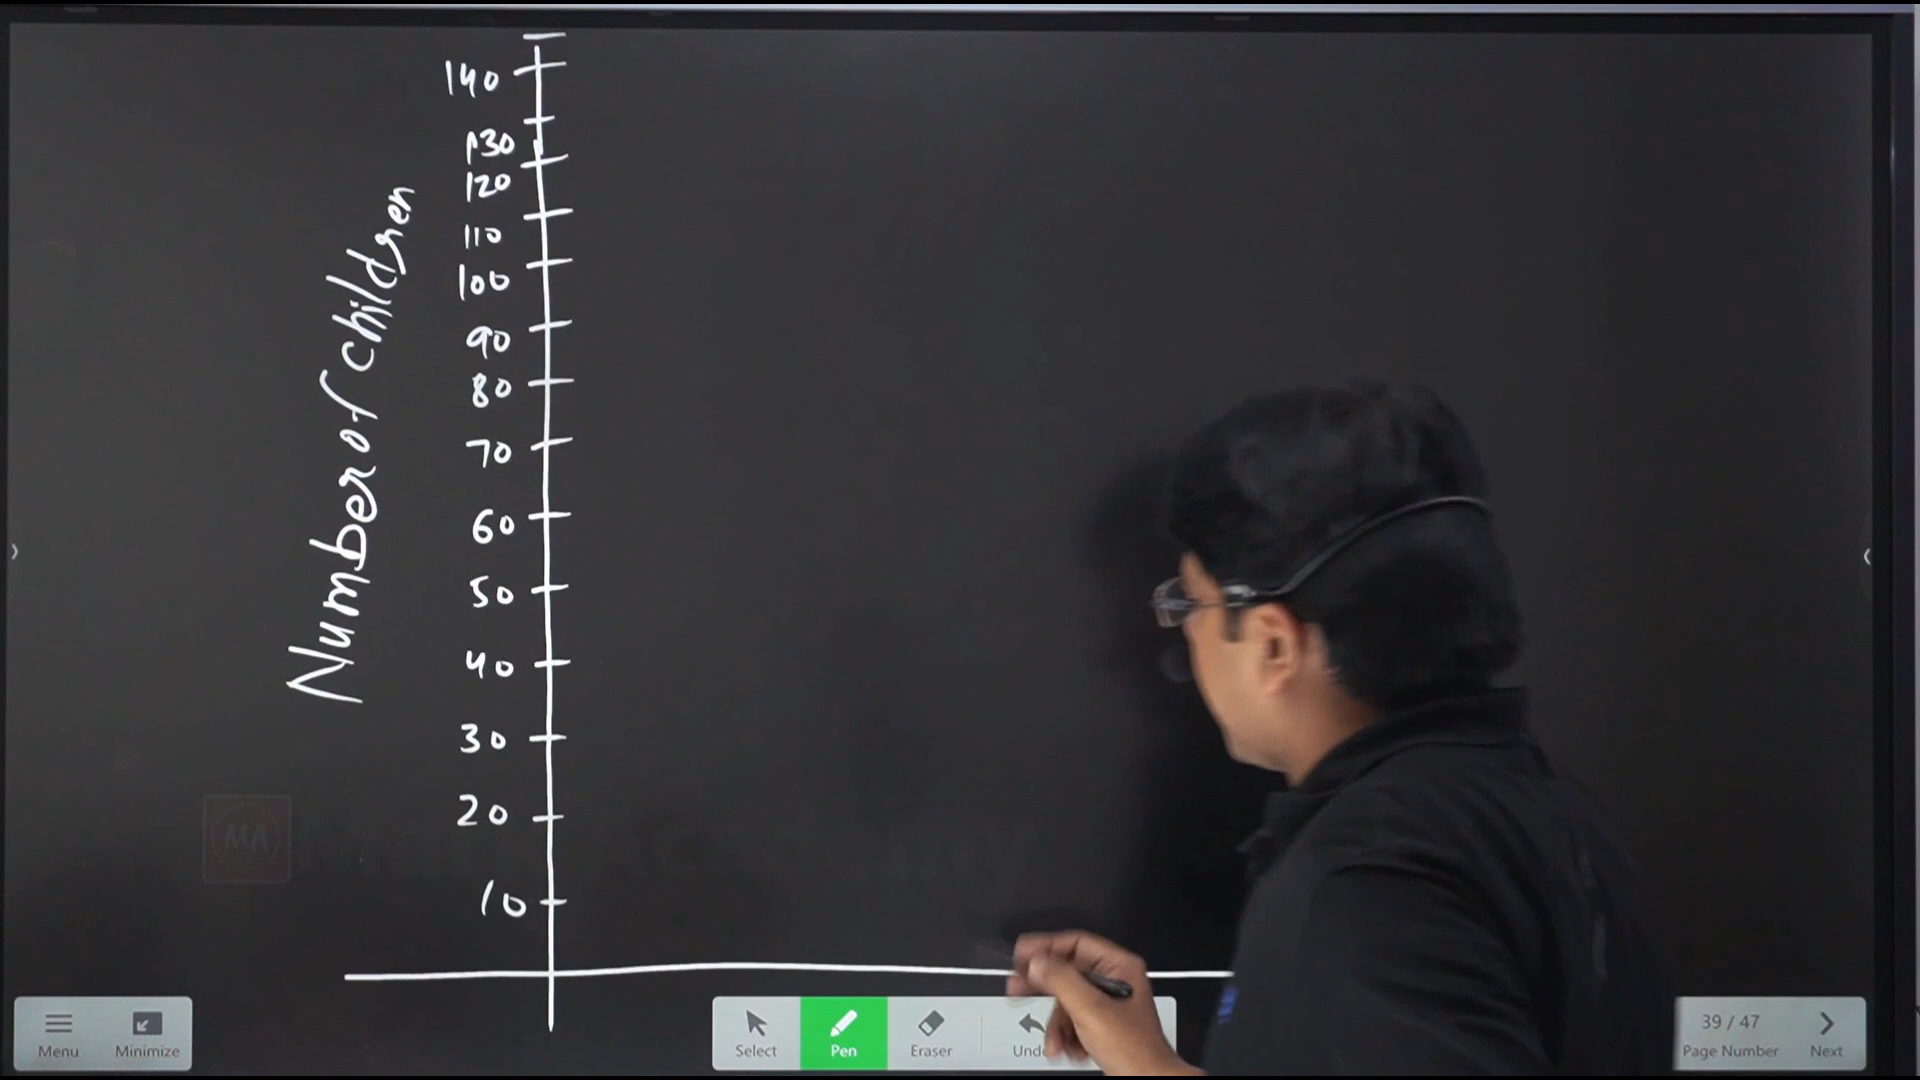 140
130
120
110
100
90
80
70
60
50
40
30
20
10
Number of children
MA
Menu
Minimize
Select
Pen
Eraser
39 / 47
Page Number
Next